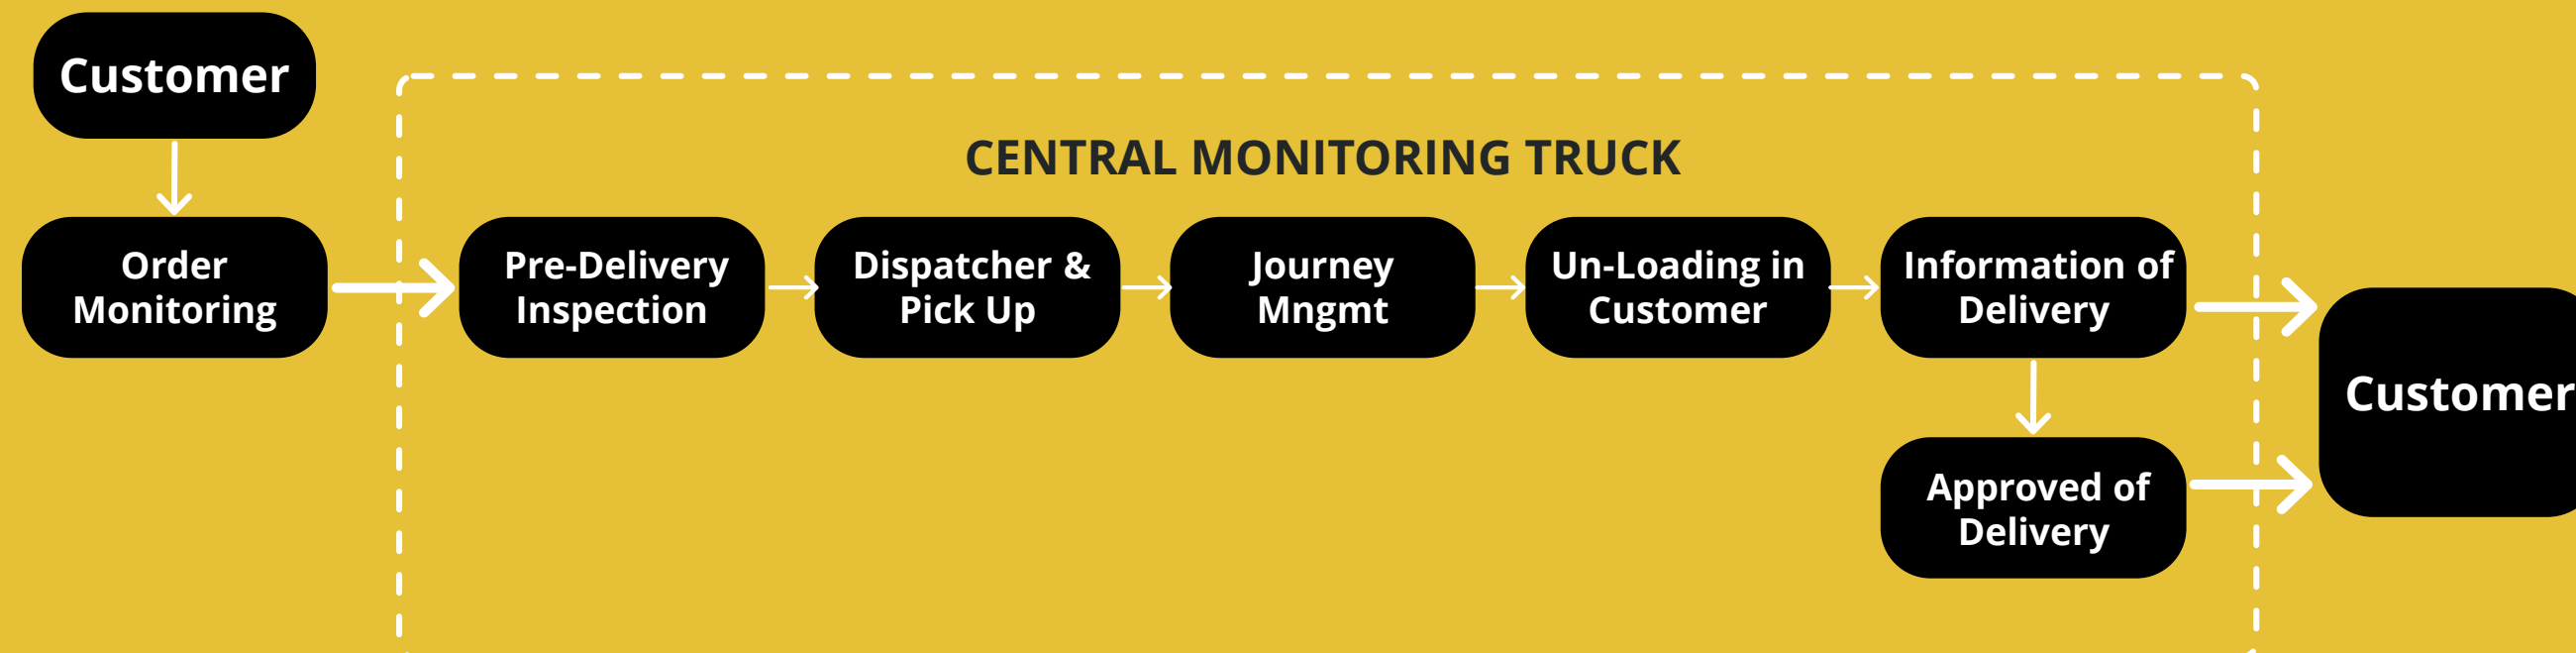 Customer
CENTRAL MONITORING TRUCK
Order
Monitoring
Pre-Delivery
Inspection
Dispatcher &
Pick Up
Journey
Mngmt
Un-Loading in
Customer
Information of
Delivery
Customer
Approved of
Delivery